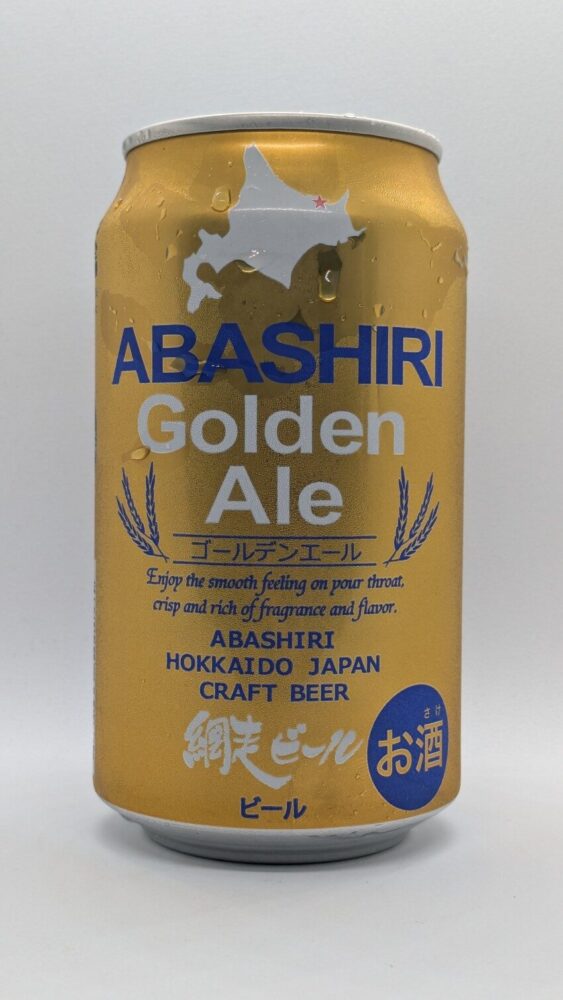 ABASHIRI
Golden
Ale
ゴールデンエール
Enjoy the smooth feeling on your throat,
crisp and rich of fragrance and flavor.
ABASHIRI
HOKKAIDO JAPAN
CRAFT BEER
網走ビール
さけ
お酒
ビール